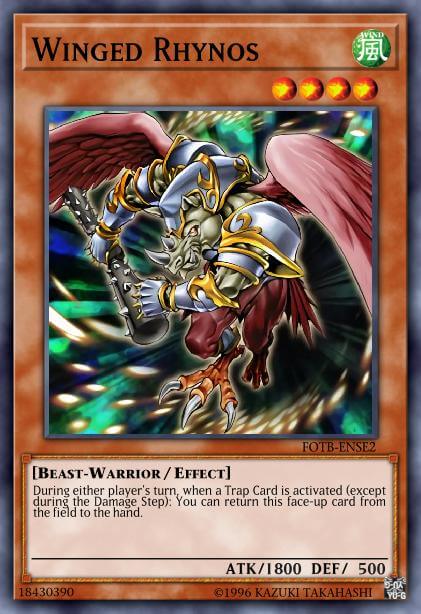 Winged Rhynos
WIND
風
FOTB-ENSE2
[Beast-Warrior / Effect]
During either player's turn, when a Trap Card is activated (except
during the Damage Step): You can return this face-up card from
the field to the hand.
ATK/1800 DEF/ 500
18430390
©1996 KAZUKI TAKAHASHI